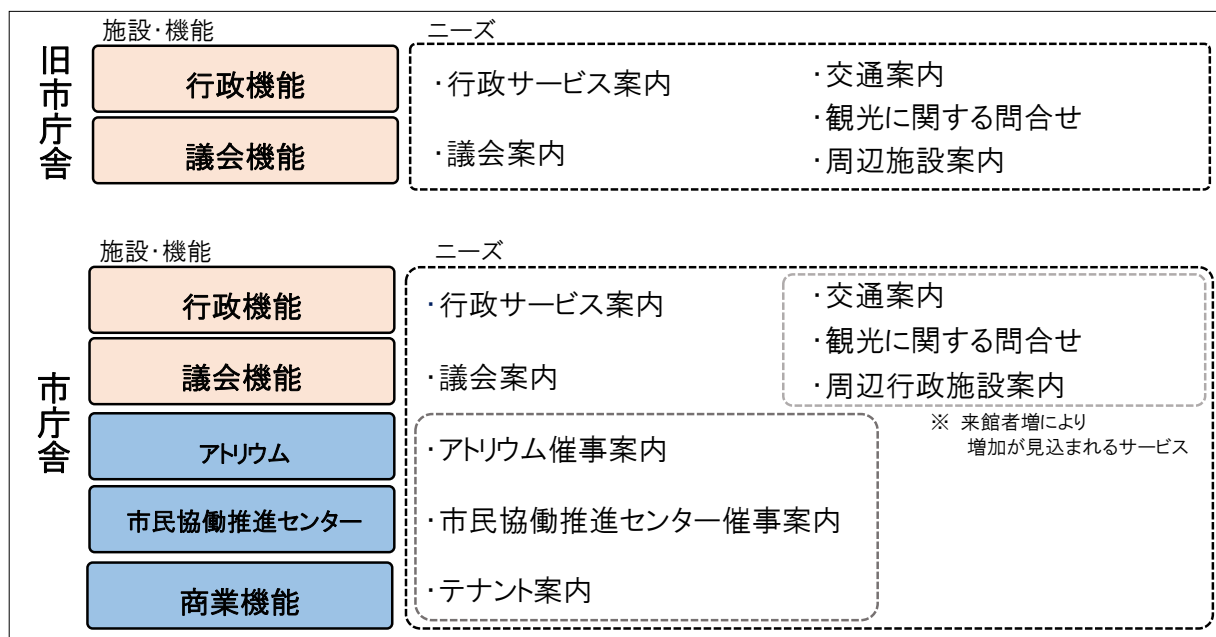 旧市庁舎
施設・機能
ニーズ
行政機能
議会機能
・行政サービス案内
・議会案内
・交通案内
・観光に関する問合せ
・周辺施設案内
市庁舎
施設・機能
ニーズ
行政機能
議会機能
アトリウム
市民協働推進センター
商業機能
・行政サービス案内
・議会案内
・アトリウム催事案内
・市民協働推進センター催事案内
・テナント案内
・交通案内
・観光に関する問合せ
・周辺行政施設案内
※ 来館者増により
増加が見込まれるサービス